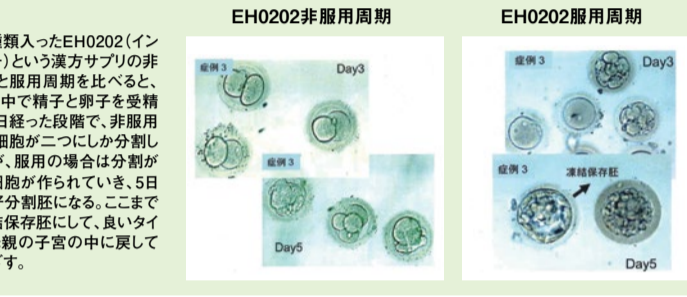 EH0202非服用周期
EH0202服用周期
種類入ったEH0202(イン
という漢方サプリの非
と服用周期を比べると、
中で精子と卵子を受精
日経った段階で、非服用
細胞が二つにしか分割し
が、服用の場合は分割が
細胞が作られていき、5日
分割胚になる。ここまで
結保存胚にして、良いタイ
親の子宮の中に戻して
す。
症例 3
Day3
症例 3
Day5
症例 3
Day3
症例 3
凍結保存胚
Day5